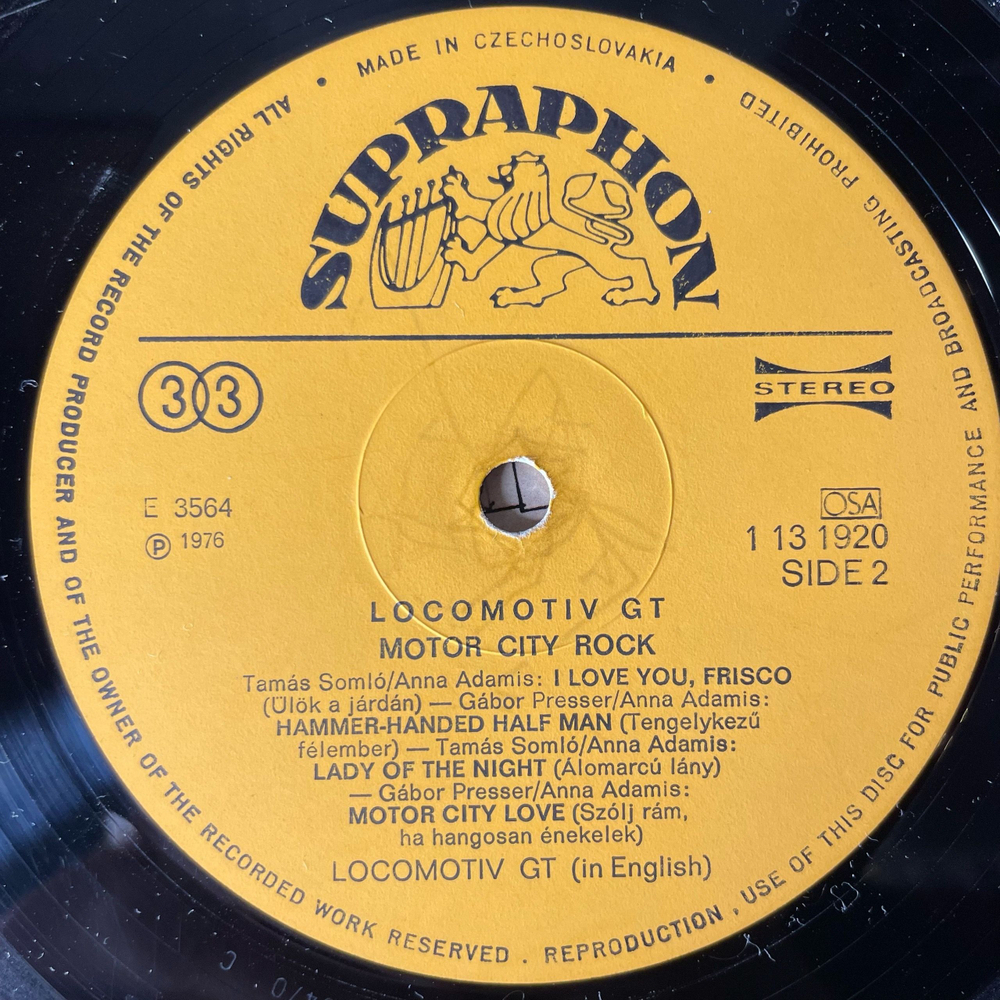 MADE IN CZECHOSLOVAKIA
SUPRAPHON
33
STEREO
E 3564
℗ 1976
OSA
1 13 1920
SIDE 2
LOCOMOTIV GT
MOTOR CITY ROCK
Tamás Somló/Anna Adamis: I LOVE YOU, FRISCO
(Ülök a járdán) — Gábor Presser/Anna Adamis:
HAMMER-HANDED HALF MAN (Tengelykezű
félember) — Tamás Somló/Anna Adamis:
LADY OF THE NIGHT (Álomarcú lány)
— Gábor Presser/Anna Adamis:
MOTOR CITY LOVE (Szólj rám,
ha hangosan énekelek)
LOCOMOTIV GT (in English)
ALL RIGHTS OF THE RECORD PRODUCER AND OF THE OWNER OF THE RECORDED WORK RESERVED . REPRODUCTION , USE OF THIS DISC FOR PUBLIC PERFORMANCE AND BROADCASTING PROHIBITED